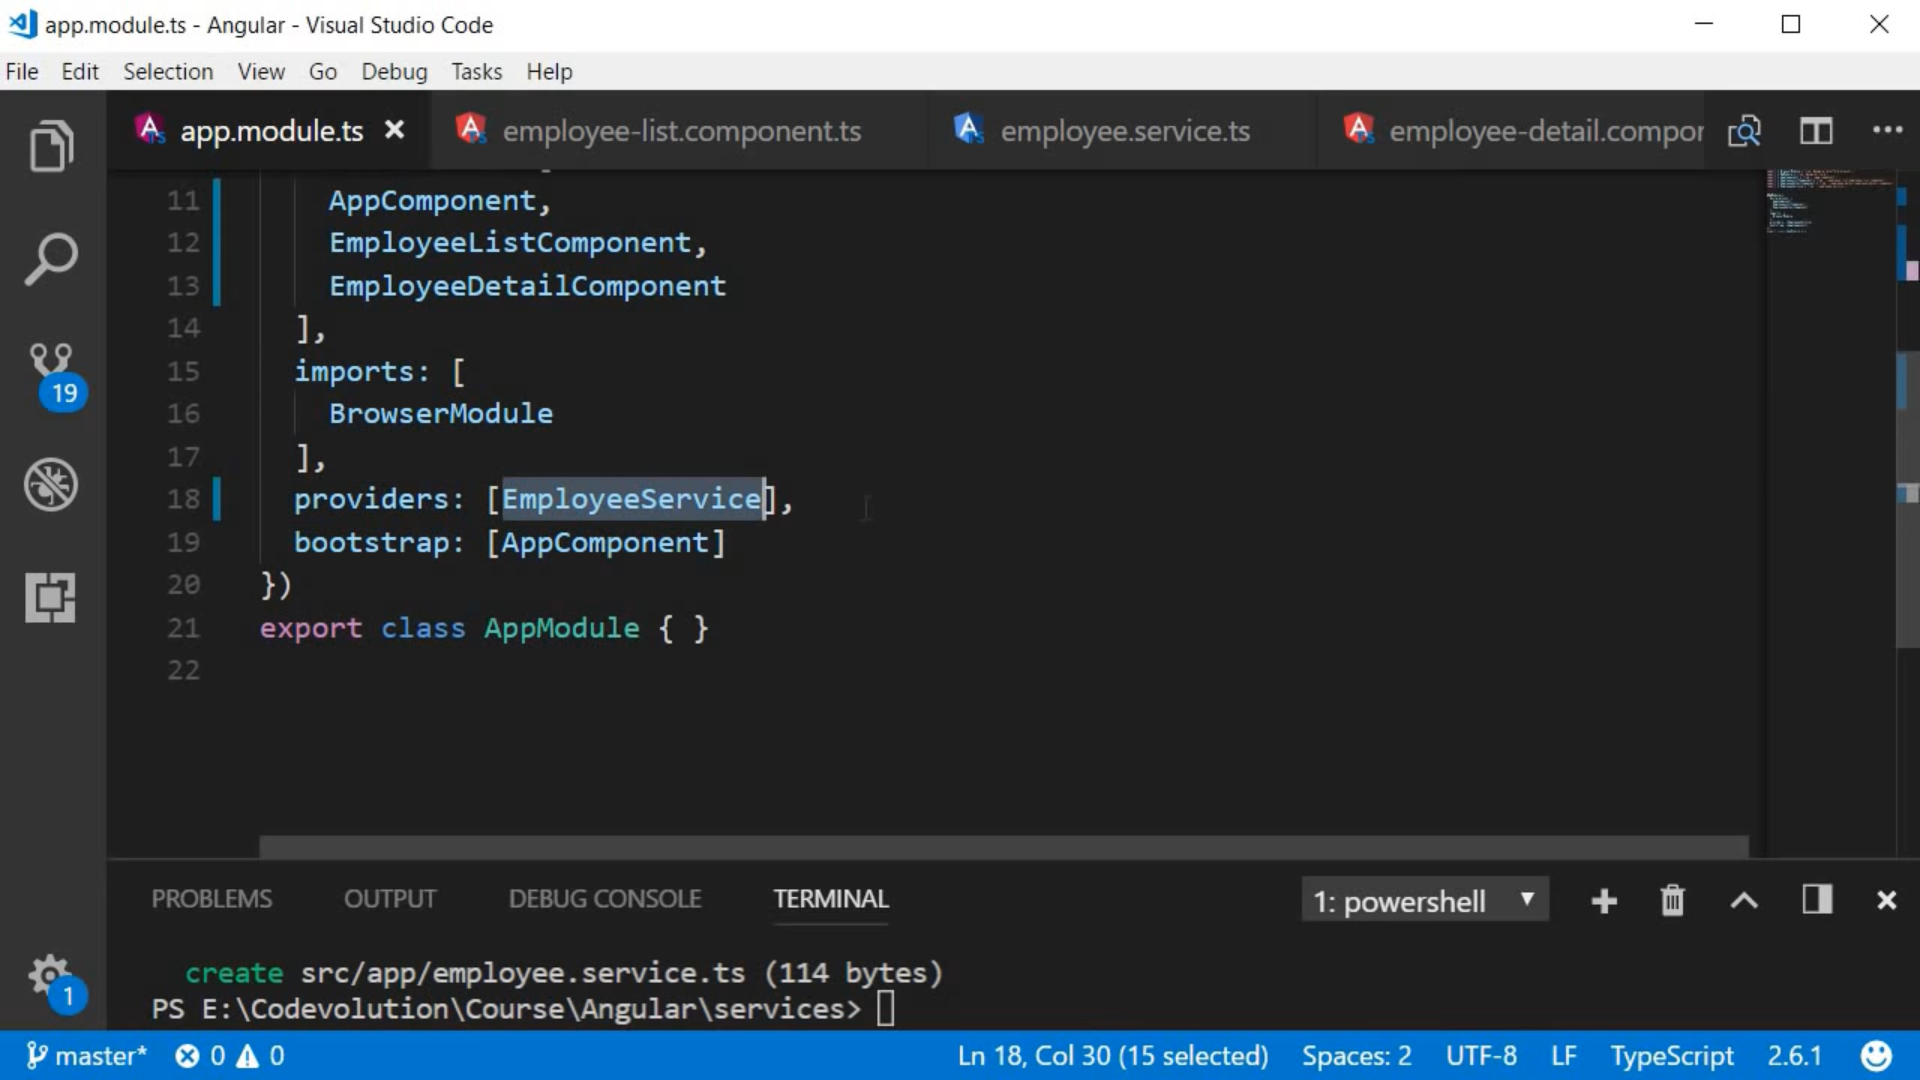 app.module.ts - Angular - Visual Studio Code
File Edit Selection View Go Debug Tasks Help
app.module.ts employee-list.component.ts employee.service.ts employee-detail.compor
11 AppComponent,
12 EmployeeListComponent,
13 EmployeeDetailComponent
14 ],
15 imports: [
16 BrowserModule
17 ],
18 providers: [EmployeeService],
19 bootstrap: [AppComponent]
20 })
21 export class AppModule { }
22
19
PROBLEMS OUTPUT DEBUG CONSOLE TERMINAL 1: powershell
create src/app/employee.service.ts (114 bytes)
PS E:\Codevolution\Course\Angular\services>
1
master* 0 0 Ln 18, Col 30 (15 selected) Spaces: 2 UTF-8 LF TypeScript 2.6.1